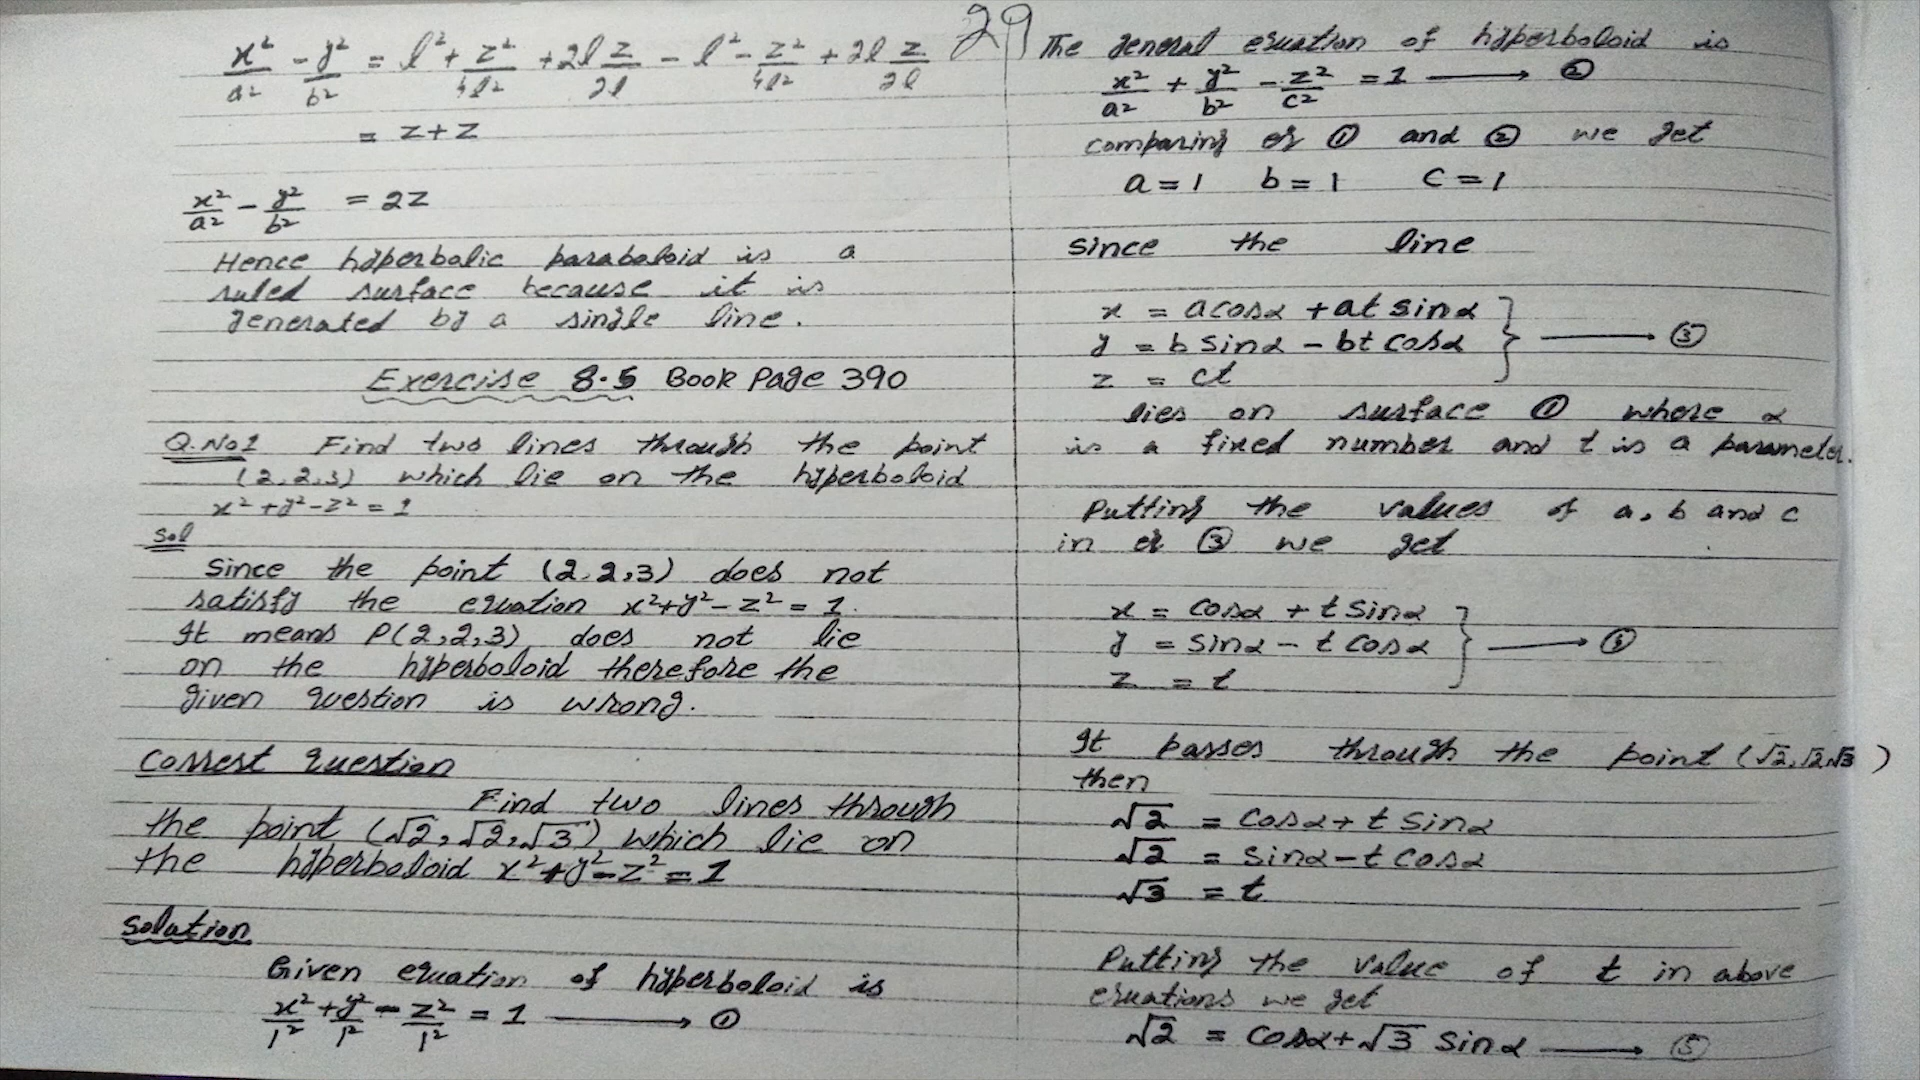 x²/a² - y²/b² = l² + z²/4l² + 2l z/2l - l² - z²/4l² + 2l z/2l
= z+z
x²/a² - y²/b² = 2z
Hence hyperbolic paraboloid is a
ruled surface because it is
generated by a single line.
Exercise 8.5 Book Page 390
Q.No1 Find two lines through the point
(2,2,3) which lie on the hyperboloid
x²+y²-z²=1
Sol
Since the point (2,2,3) does not
satisfy the equation x²+y²-z²=1.
It means P(2,2,3) does not lie
on the hyperboloid therefore the
given question is wrong.
Correct question
Find two lines through
the point (√2,√2,√3) which lie on
the hyperboloid x²+y²-z²=1
Solution
Given equation of hyperboloid is
x²/1² + y²/1² - z²/1² = 1 → ①
29
The general equation of hyperboloid is
x²/a² + y²/b² - z²/c² = 1 → ②
comparing eq ① and ② we get
a=1 b=1 c=1
since the line
x = a cosα + at sinα
y = b sinα - bt cosα } → ③
z = ct
lies on surface ① where α
is a fixed number and t is a parameter.
Putting the values of a, b and c
in eq ③ we get
x = cosα + t sinα
y = sinα - t cosα } →
z = t
It passes through the point (√2,√2,√3)
then
√2 = cosα + t sinα
√2 = sinα - t cosα
√3 = t
Putting the value of t in above
equations we get
√2 = cosα + √3 sinα → ⑤